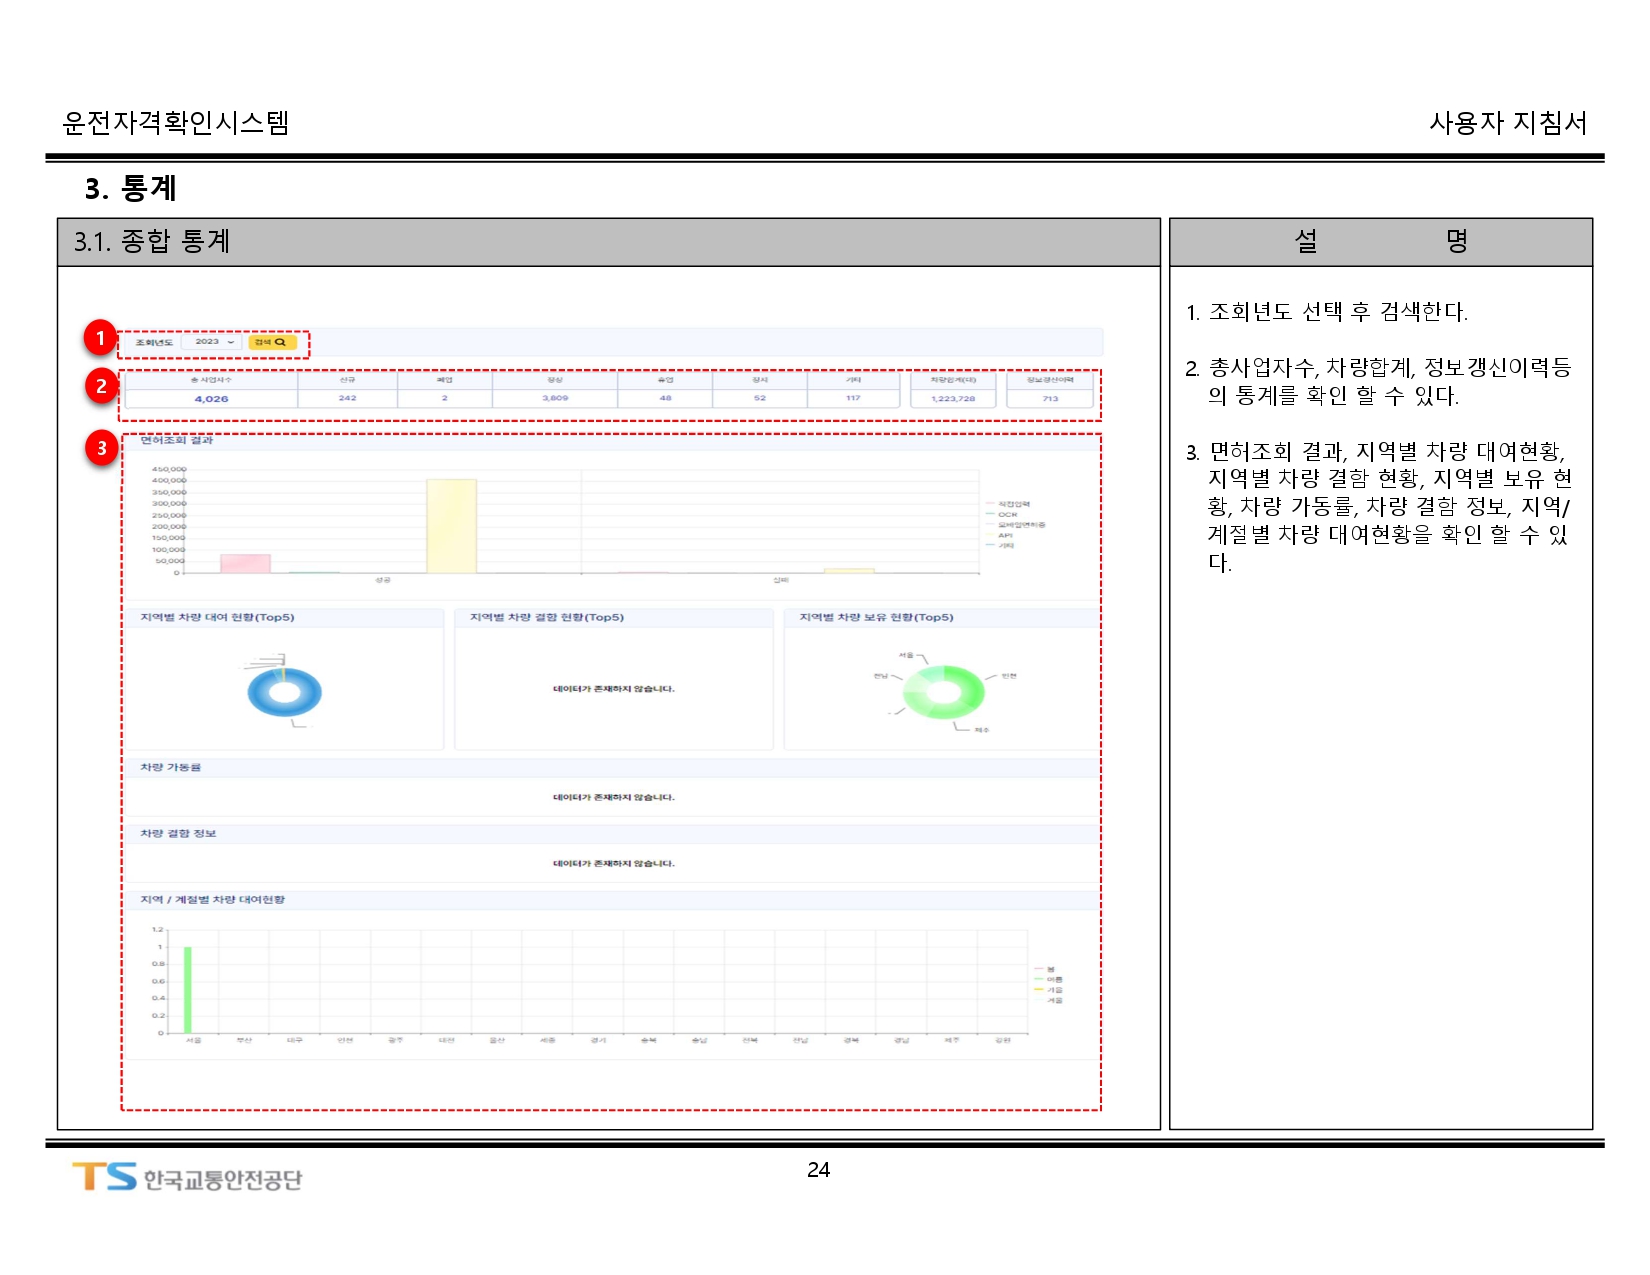 운전자격확인시스템
사용자 지침서
3. 통계
3.1. 종합 통계
설 명
1
조회년도 2023 검색
2
총 사업자수 신규 폐업 정상 휴업 정지 기타 차량합계(대) 정보갱신이력
4,026 242 2 3,809 48 52 117 1,223,728 713
3
면허조회 결과
450,000
400,000
350,000
300,000
250,000
200,000
150,000
100,000
50,000
0
성공 실패
직접입력
OCR
모바일면허증
API
기타
지역별 차량 대여 현황(Top5)
지역별 차량 결함 현황(Top5)
데이터가 존재하지 않습니다.
지역별 차량 보유 현황(Top5)
서울
전남
인천
제주
차량 가동률
데이터가 존재하지 않습니다.
차량 결함 정보
데이터가 존재하지 않습니다.
지역 / 계절별 차량 대여현황
1.2
1
0.8
0.6
0.4
0.2
0
서울 부산 대구 인천 광주 대전 울산 세종 경기 충북 충남 전북 전남 경북 경남 제주 강원
봄
여름
가을
겨울
1. 조회년도 선택 후 검색한다.
2. 총사업자수, 차량합계, 정보갱신이력등
의 통계를 확인 할 수 있다.
3. 면허조회 결과, 지역별 차량 대여현황,
지역별 차량 결함 현황, 지역별 보유 현
황, 차량 가동률, 차량 결함 정보, 지역/
계절별 차량 대여현황을 확인 할 수 있
다.
TS 한국교통안전공단
24